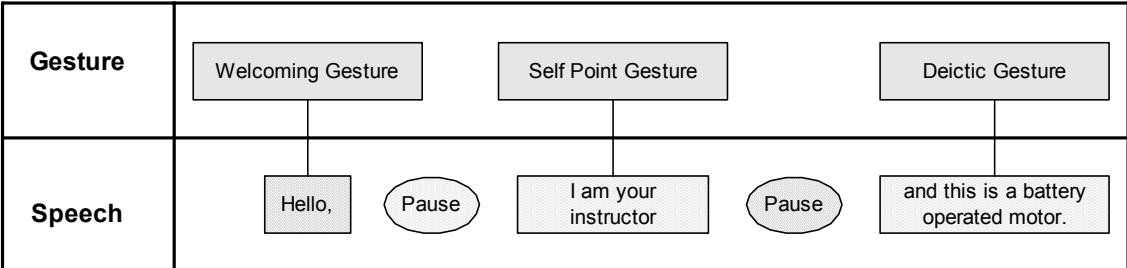 Gesture
Welcoming Gesture
Self Point Gesture
Deictic Gesture
Speech
Hello,
Pause
I am your
instructor
Pause
and this is a battery
operated motor.